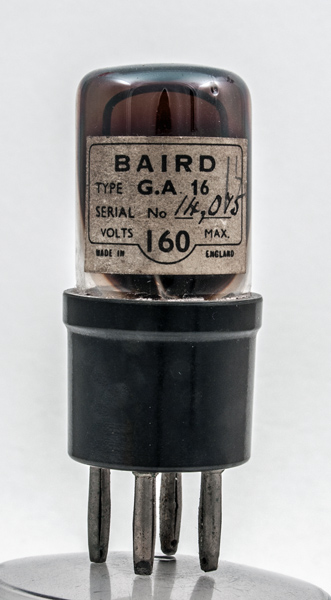 BAIRD
TYPE G.A 16
SERIAL No 14,075
VOLTS 160 MAX.
MADE IN ENGLAND